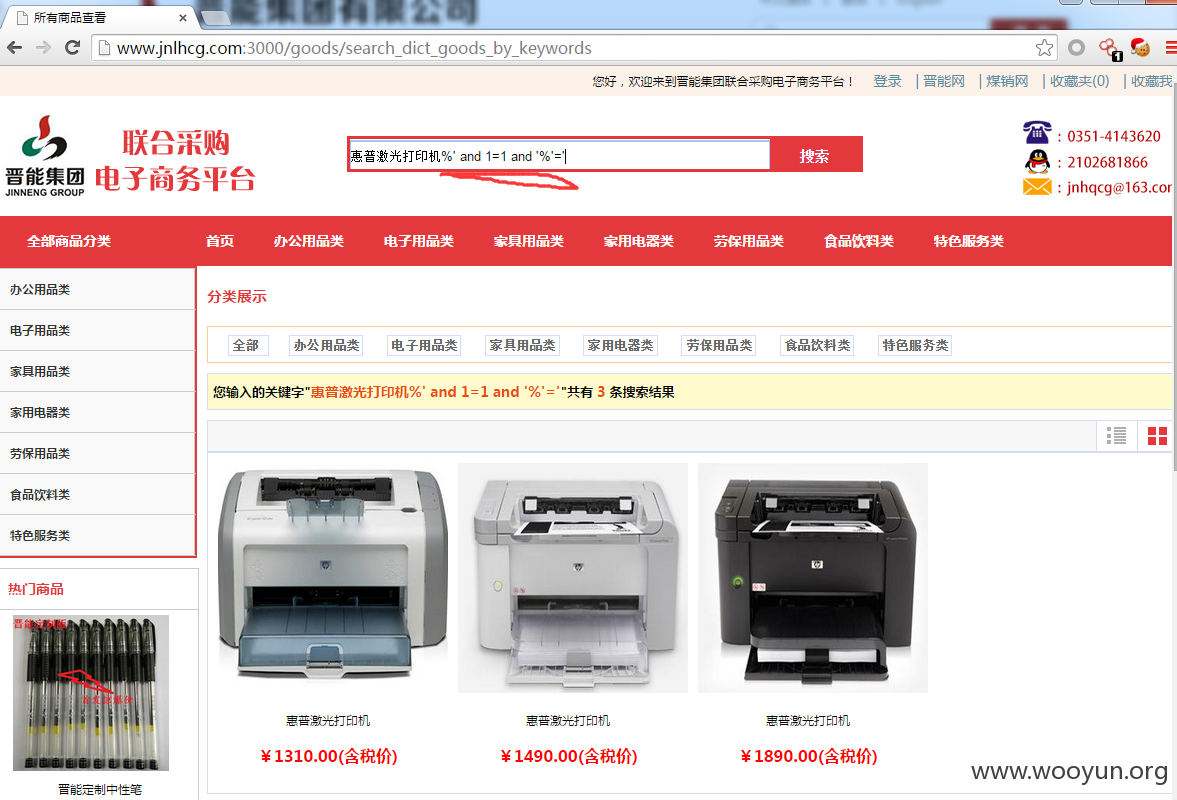 所有商品查看
www.jnlhcg.com:3000/goods/search_dict_goods_by_keywords
1
您好，欢迎来到晋能集团联合采购电子商务平台！ 登录 | 晋能网 | 煤销网 | 收藏夹(0) | 收藏我
晋能集团
JINNENG GROUP
联合采购
电子商务平台
惠普激光打印机%' and 1=1 and '%'='
搜索
：0351-4143620
：2102681866
：jnhqcg@163.cor
全部商品分类 首页 办公用品类 电子用品类 家具用品类 家用电器类 劳保用品类 食品饮料类 特色服务类
办公用品类
电子用品类
家具用品类
家用电器类
劳保用品类
食品饮料类
特色服务类
分类展示
全部 办公用品类 电子用品类 家具用品类 家用电器类 劳保用品类 食品饮料类 特色服务类
您输入的关键字"惠普激光打印机%' and 1=1 and '%'='"共有 3 条搜索结果
惠普激光打印机
￥1310.00(含税价)
惠普激光打印机
￥1490.00(含税价)
惠普激光打印机
￥1890.00(含税价)
热门商品
晋能定制中性笔
www.wooyun.org